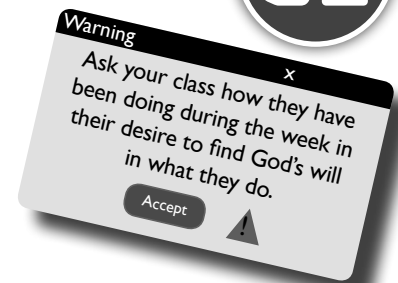 Warning
x
Ask your class how they have
been doing during the week in
their desire to find God's will
in what they do.
Accept
!